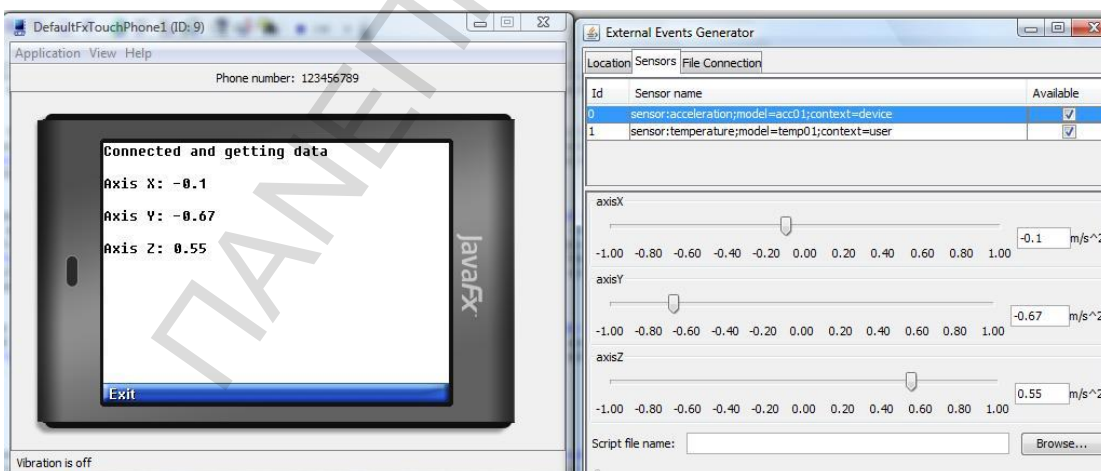 DefaultFxTouchPhone1 (ID: 9)
Application View Help
Phone number: 123456789
Connected and getting data
Axis X: -0.1
Axis Y: -0.67
Axis Z: 0.55
Exit
JavaFX
Vibration is off
External Events Generator
Location Sensors File Connection
Id Sensor name Available
0 sensor:acceleration;model=acc01;context=device
1 sensor:temperature;model=temp01;context=user
axisX
-0.1 m/s^2
-1.00 -0.80 -0.60 -0.40 -0.20 0.00 0.20 0.40 0.60 0.80 1.00
axisY
-0.67 m/s^2
-1.00 -0.80 -0.60 -0.40 -0.20 0.00 0.20 0.40 0.60 0.80 1.00
axisZ
0.55 m/s^2
-1.00 -0.80 -0.60 -0.40 -0.20 0.00 0.20 0.40 0.60 0.80 1.00
Script file name: Browse...
ΠΑΝΕΠ